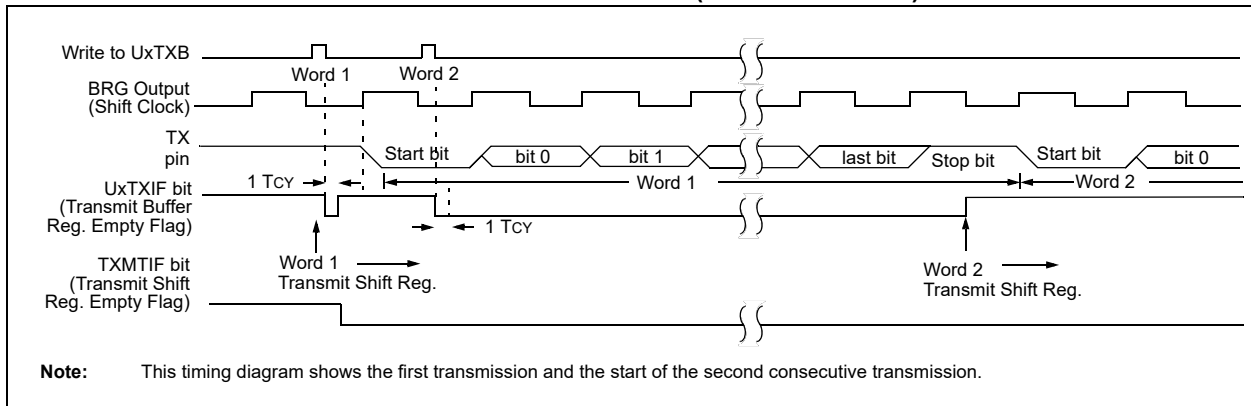 Write to UxTXB
Word 1
Word 2
BRG Output
(Shift Clock)
TX
pin
Start bit
bit 0
bit 1
last bit
Stop bit
Start bit
bit 0
1 TCY
Word 1
Word 2
UxTXIF bit
(Transmit Buffer
Reg. Empty Flag)
1 TCY
Word 1
Transmit Shift Reg.
Word 2
Transmit Shift Reg.
TXMTIF bit
(Transmit Shift
Reg. Empty Flag)
Note: This timing diagram shows the first transmission and the start of the second consecutive transmission.